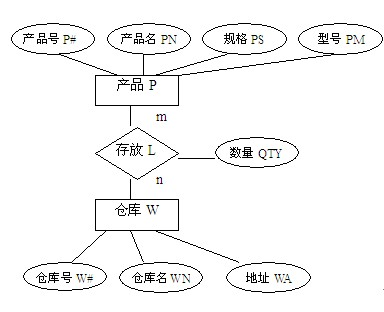 产品号 P#
产品名 PN
规格 PS
型号 PM
产品 P
m
存放 L
数量 QTY
n
仓库 W
仓库号 W#
仓库名 WN
地址 WA